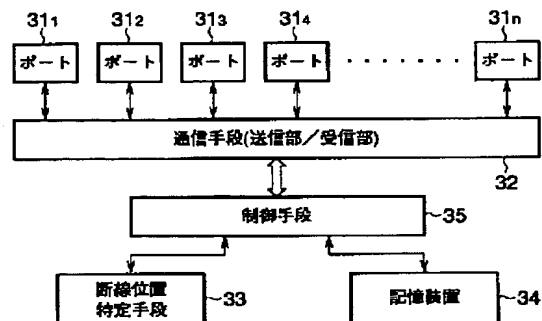 31₁ 31₂ 31₃ 31₄ 31n
ポート ポート ポート ポート ・・・・・・ ポート
通信手段(送信部/受信部)
32
制御手段 35
断線位置
特定手段 33
記憶装置 34